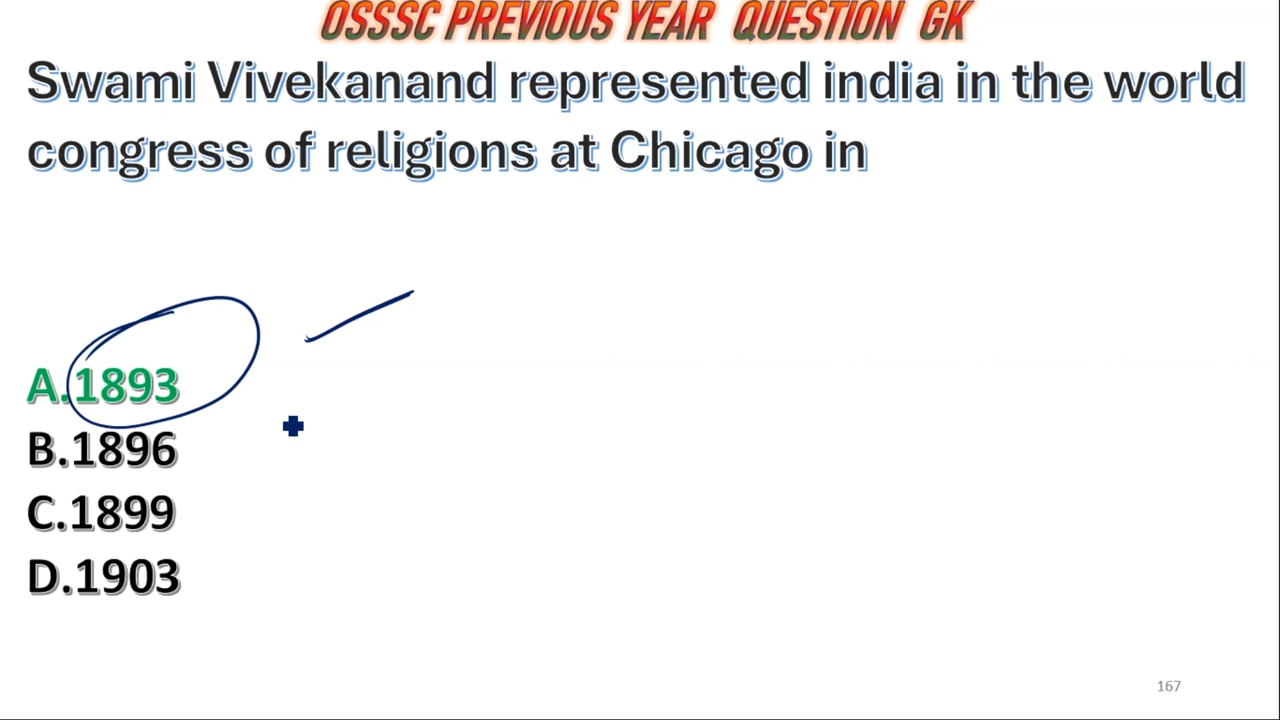 OSSSC PREVIOUS YEAR QUESTION GK
Swami Vivekanand represented india in the world
congress of religions at Chicago in
A.1893
B.1896
C.1899
D.1903
167